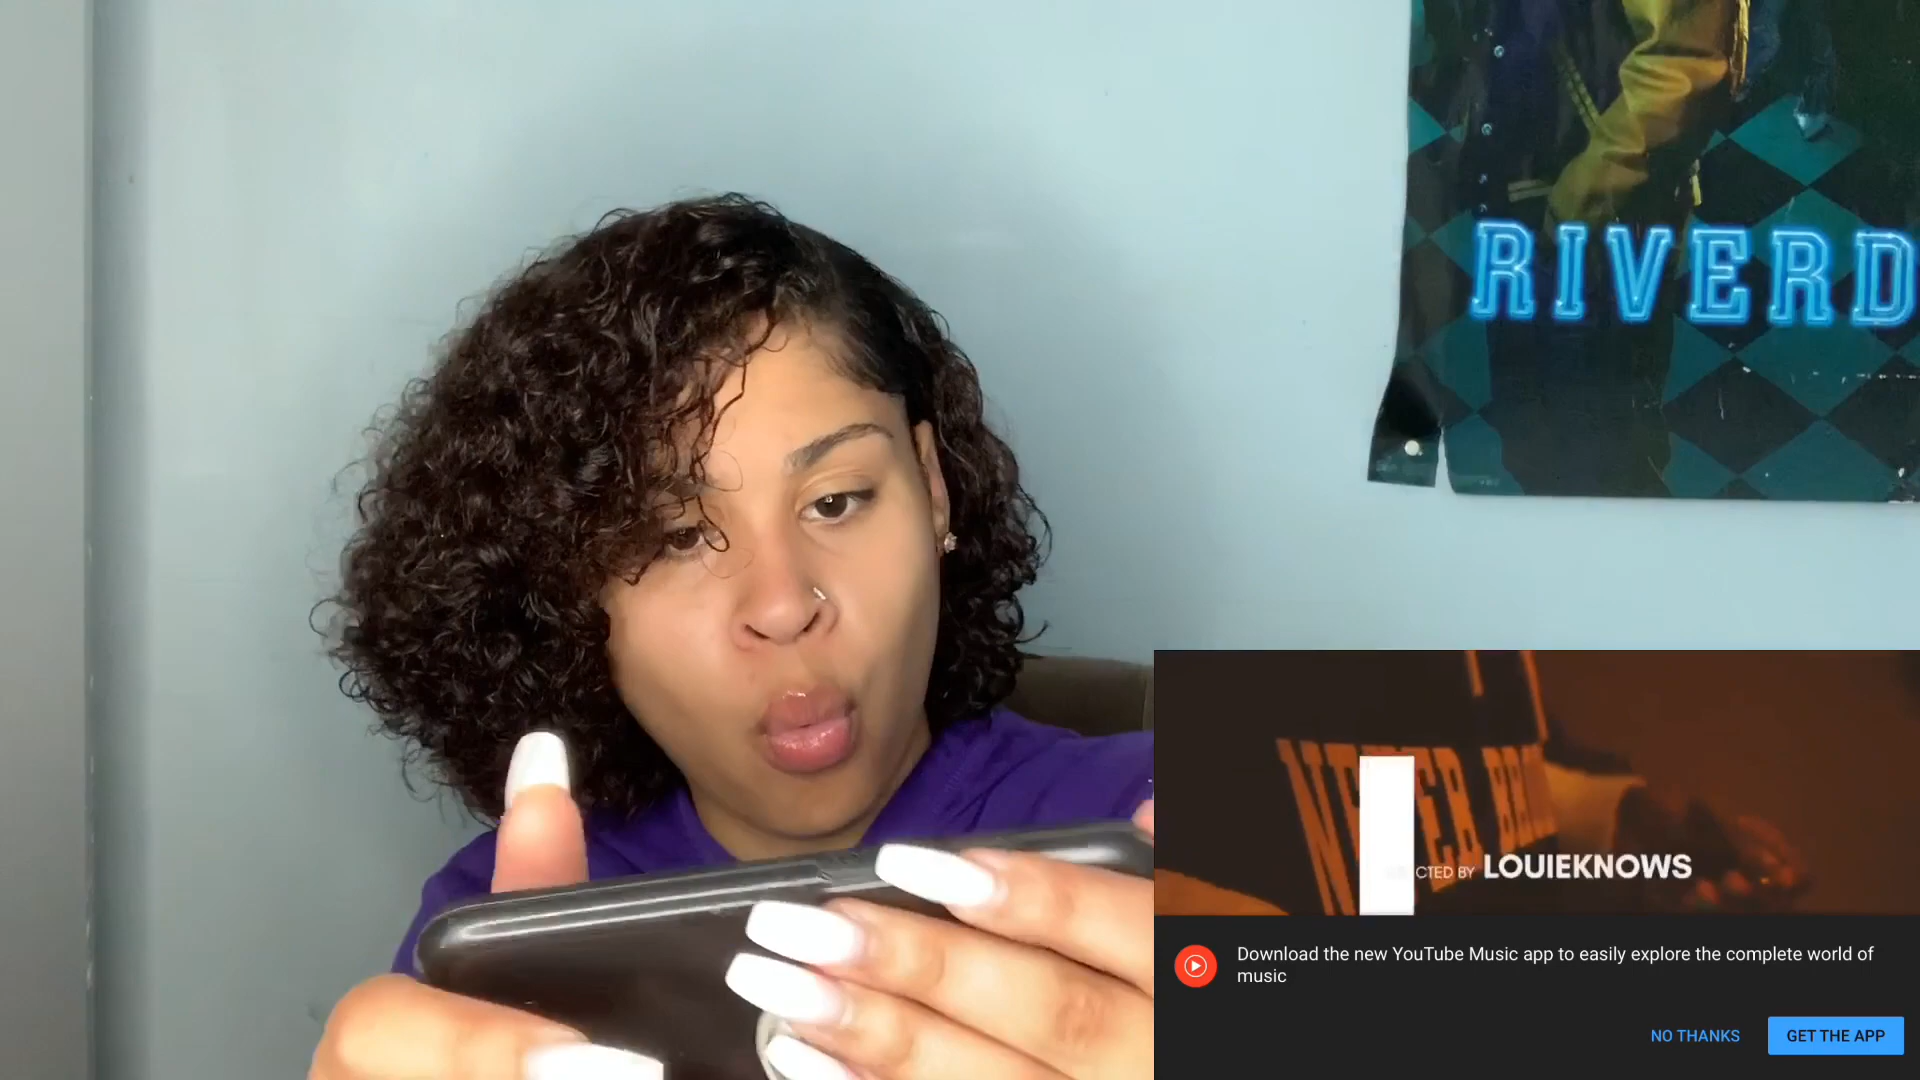 RIVERD
CTED BY LOUIEKNOWS
Download the new YouTube Music app to easily explore the complete world of
music
NO THANKS
GET THE APP